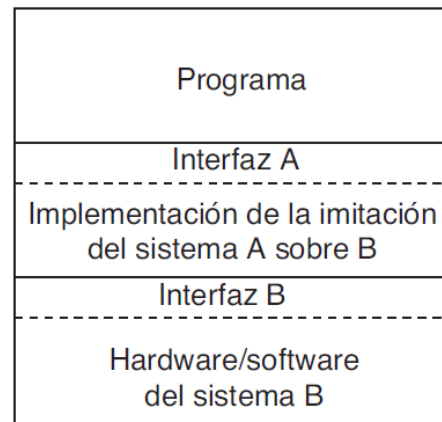 Programa
Interfaz A
Implementación de la imitación
del sistema A sobre B
Interfaz B
Hardware/software
del sistema B